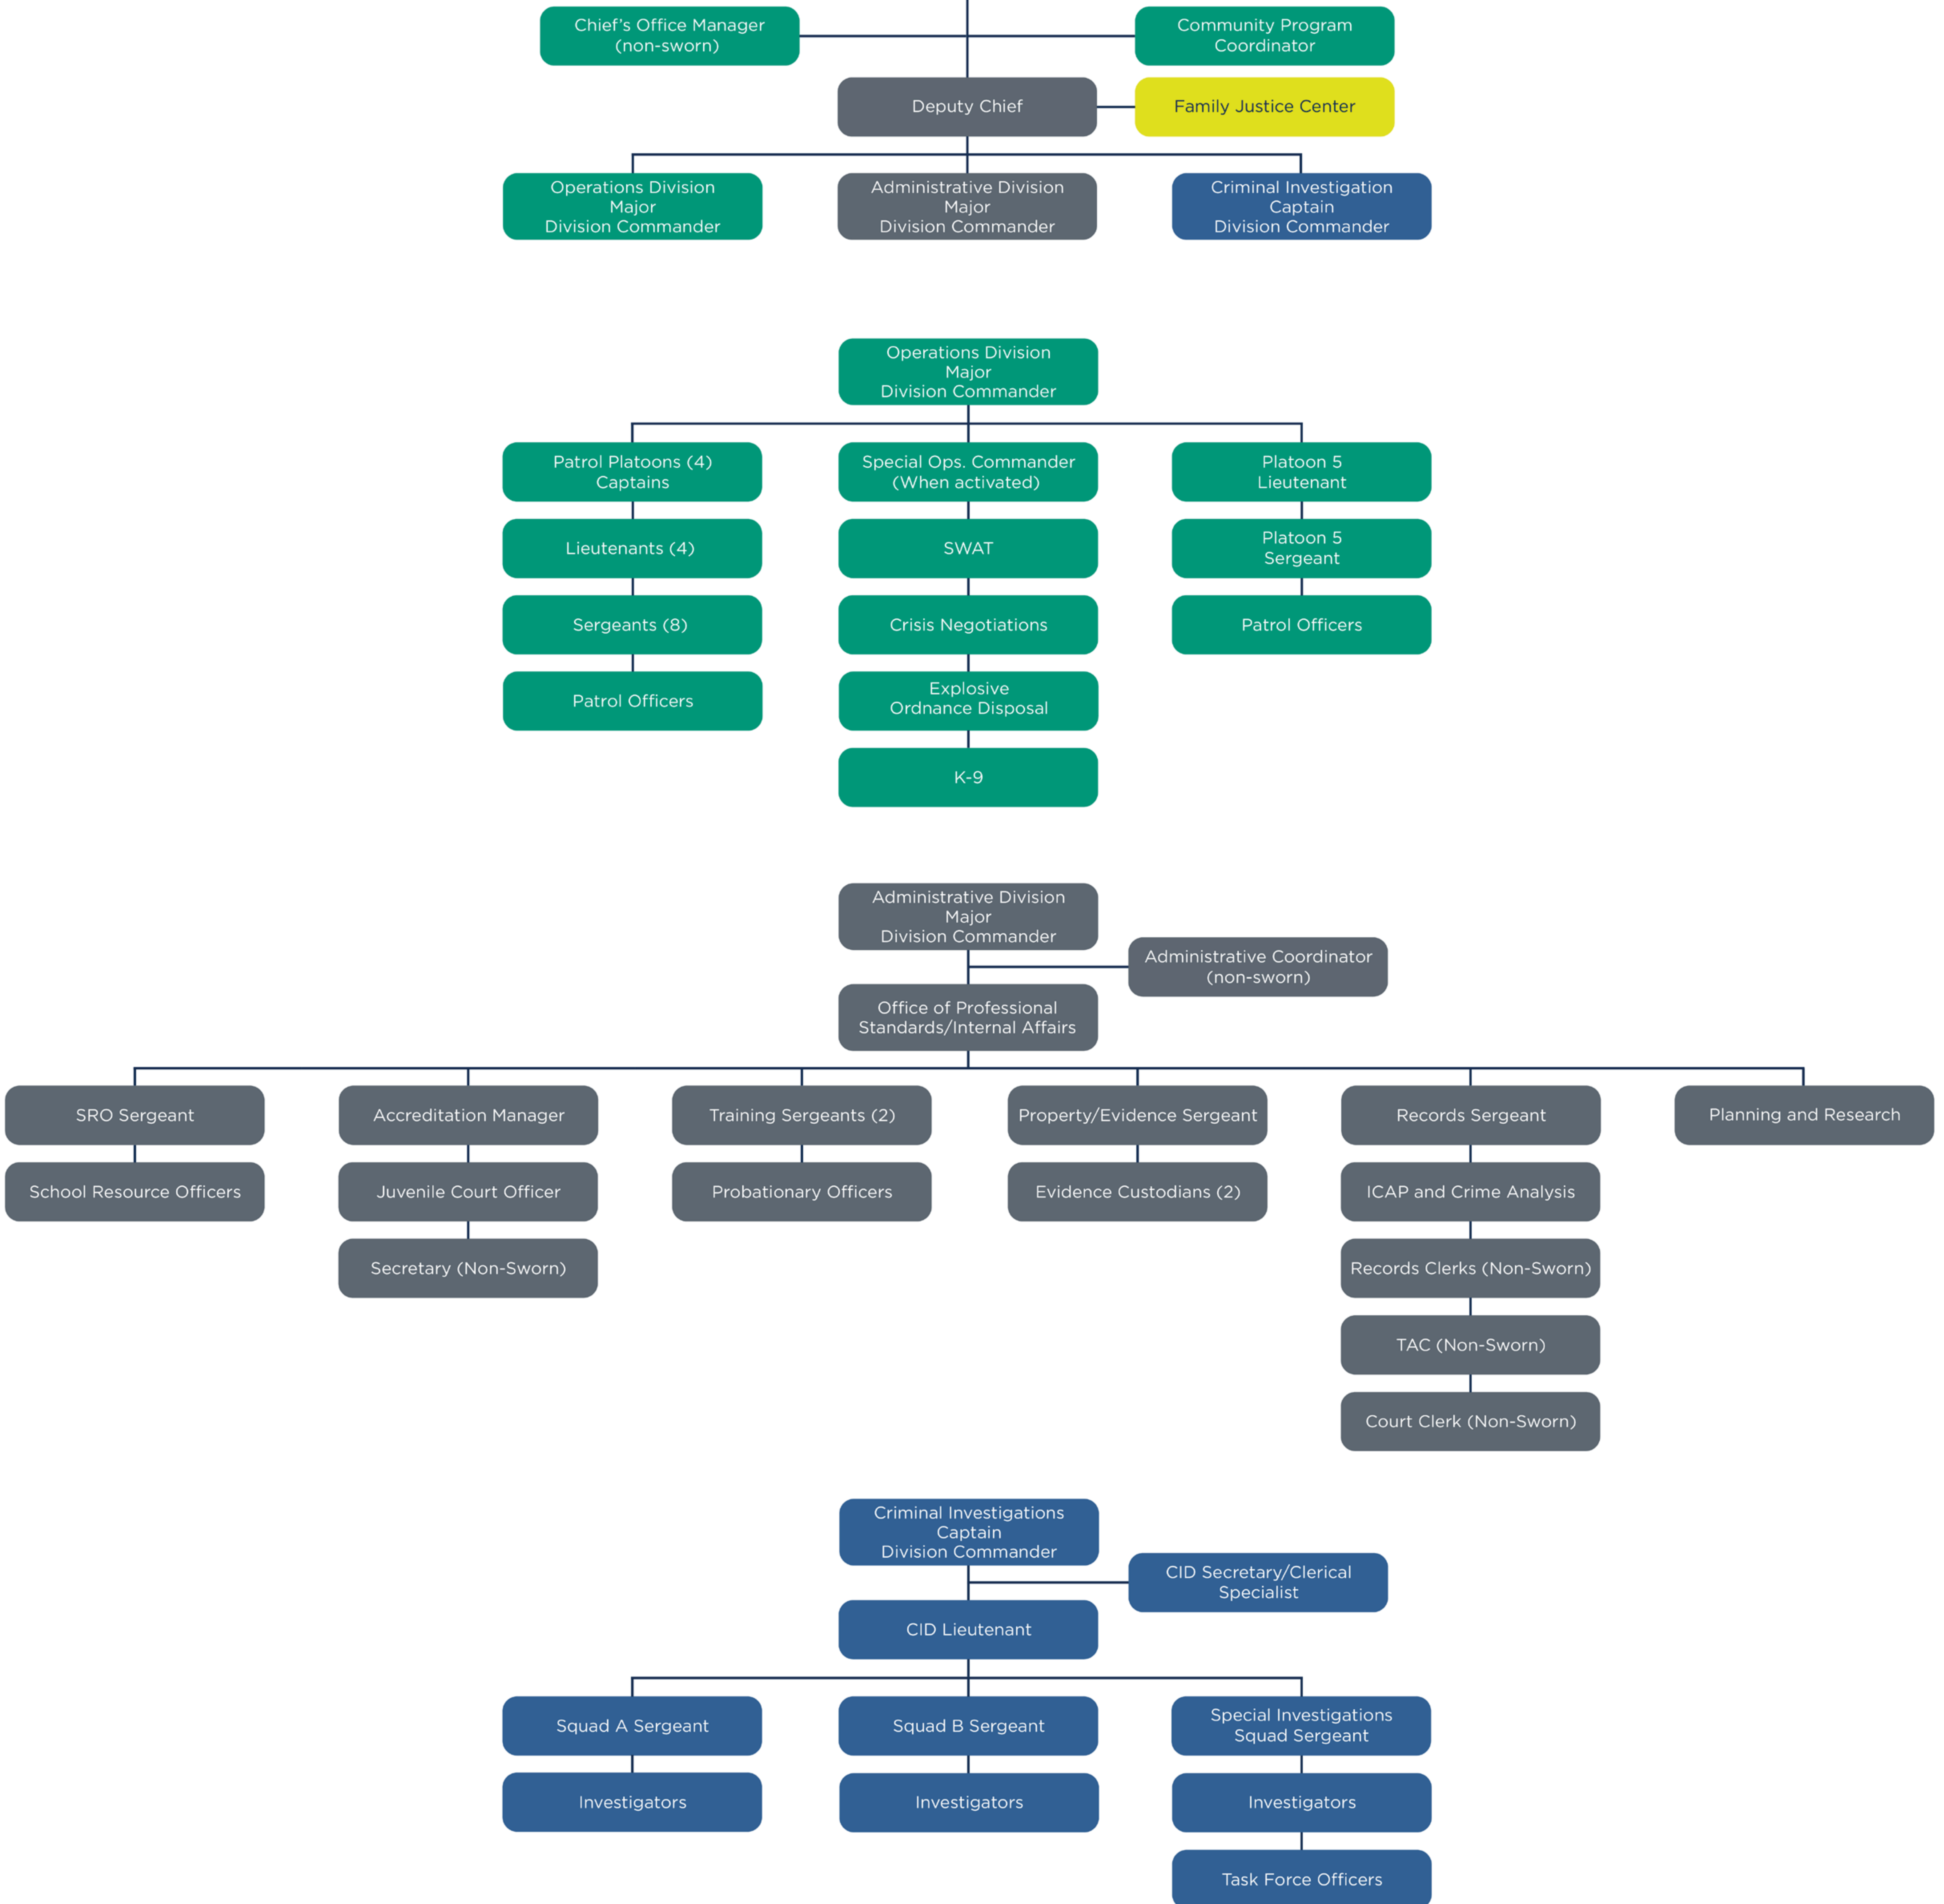 Chief's Office Manager
(non-sworn)
Community Program
Coordinator
Deputy Chief
Family Justice Center
Operations Division
Major
Division Commander
Administrative Division
Major
Division Commander
Criminal Investigation
Captain
Division Commander
Operations Division
Major
Division Commander
Patrol Platoons (4)
Captains
Special Ops. Commander
(When activated)
Platoon 5
Lieutenant
Lieutenants (4)
SWAT
Platoon 5
Sergeant
Sergeants (8)
Crisis Negotiations
Patrol Officers
Patrol Officers
Explosive
Ordnance Disposal
K-9
Administrative Division
Major
Division Commander
Administrative Coordinator
(non-sworn)
Office of Professional
Standards/Internal Affairs
SRO Sergeant
Accreditation Manager
Training Sergeants (2)
Property/Evidence Sergeant
Records Sergeant
Planning and Research
School Resource Officers
Juvenile Court Officer
Probationary Officers
Evidence Custodians (2)
ICAP and Crime Analysis
Secretary (Non-Sworn)
Records Clerks (Non-Sworn)
TAC (Non-Sworn)
Court Clerk (Non-Sworn)
Criminal Investigations
Captain
Division Commander
CID Secretary/Clerical
Specialist
CID Lieutenant
Squad A Sergeant
Squad B Sergeant
Special Investigations
Squad Sergeant
Investigators
Investigators
Investigators
Task Force Officers